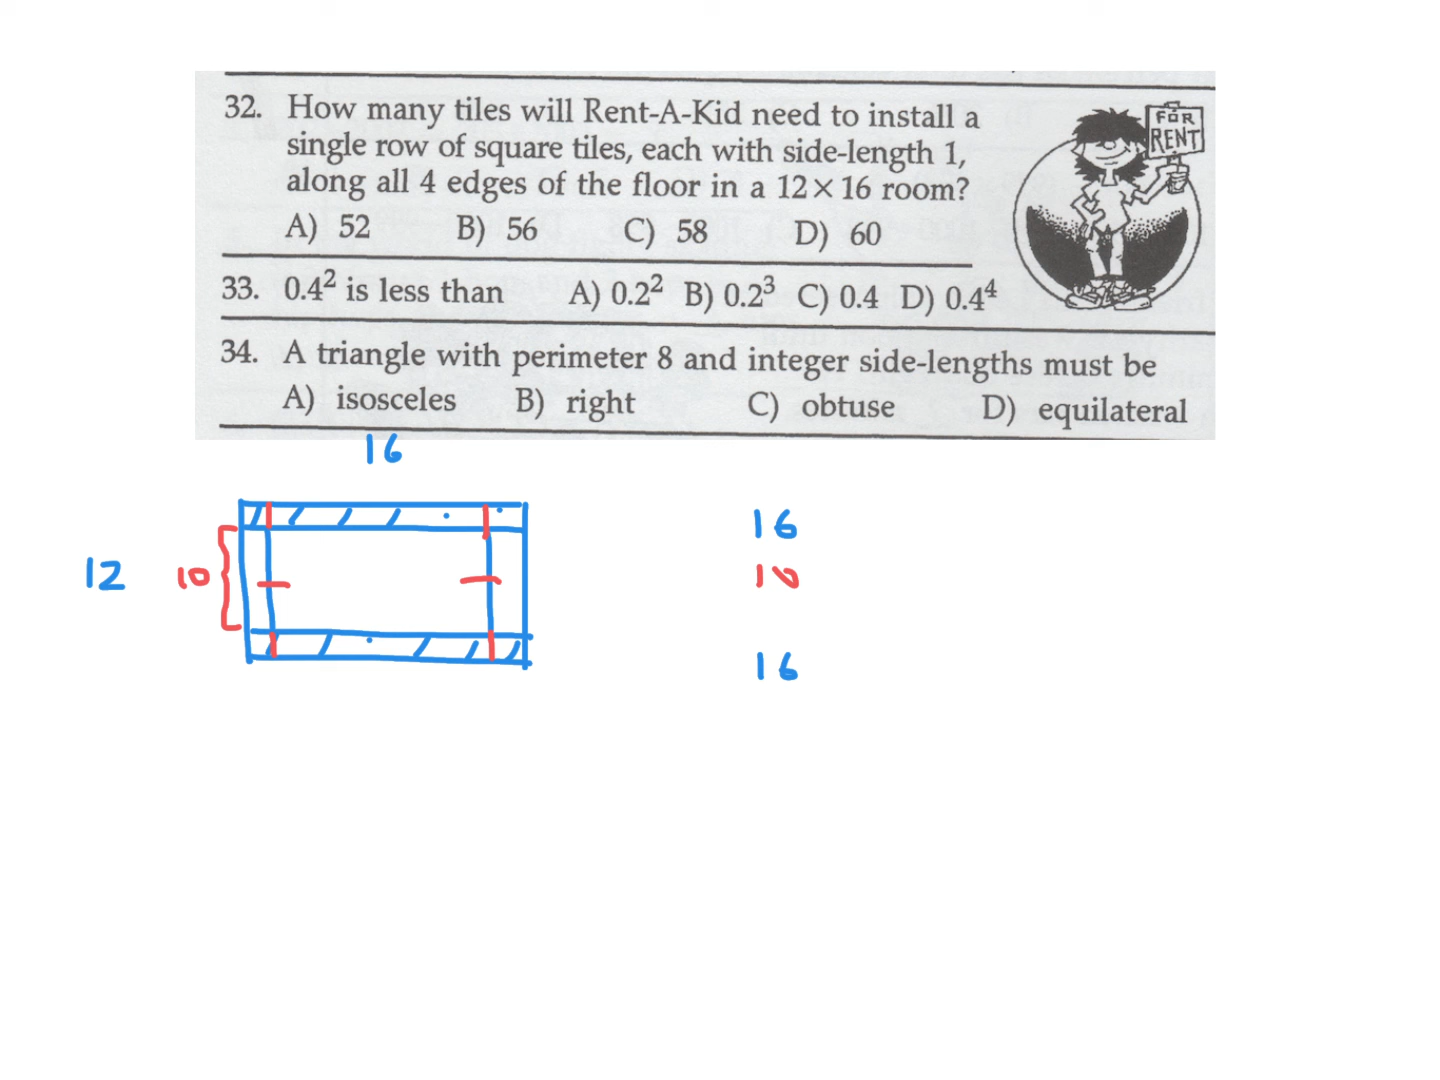 32. How many tiles will Rent-A-Kid need to install a
single row of square tiles, each with side-length 1,
along all 4 edges of the floor in a 12×16 room?
A) 52 B) 56 C) 58 D) 60
FOR
RENT
33. 0.4² is less than A) 0.2² B) 0.2³ C) 0.4 D) 0.4⁴
34. A triangle with perimeter 8 and integer side-lengths must be
A) isosceles B) right C) obtuse D) equilateral
16
12 10
16
10
16